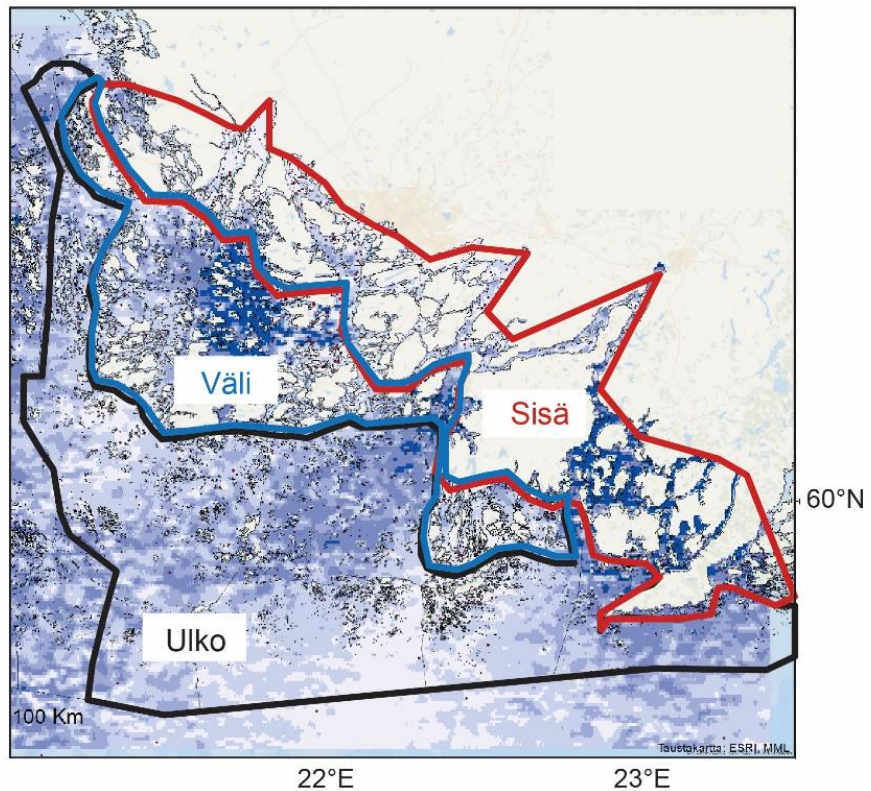 Väli
Sisä
60°N
Ulko
100 Km
Taustakartta: ESRI, MML
22°E
23°E